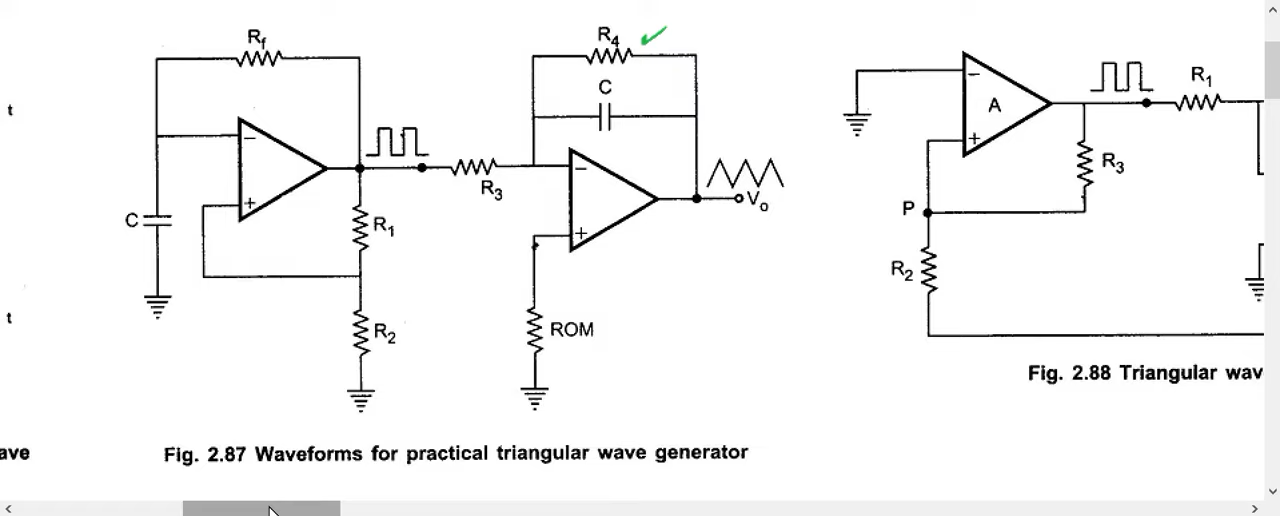 t
t
ave
Rf
C
−
+
R1
R2
R3
R4
C
−
+
Vo
ROM
Fig. 2.87 Waveforms for practical triangular wave generator
−
A
+
R1
R3
P
R2
Fig. 2.88 Triangular wav